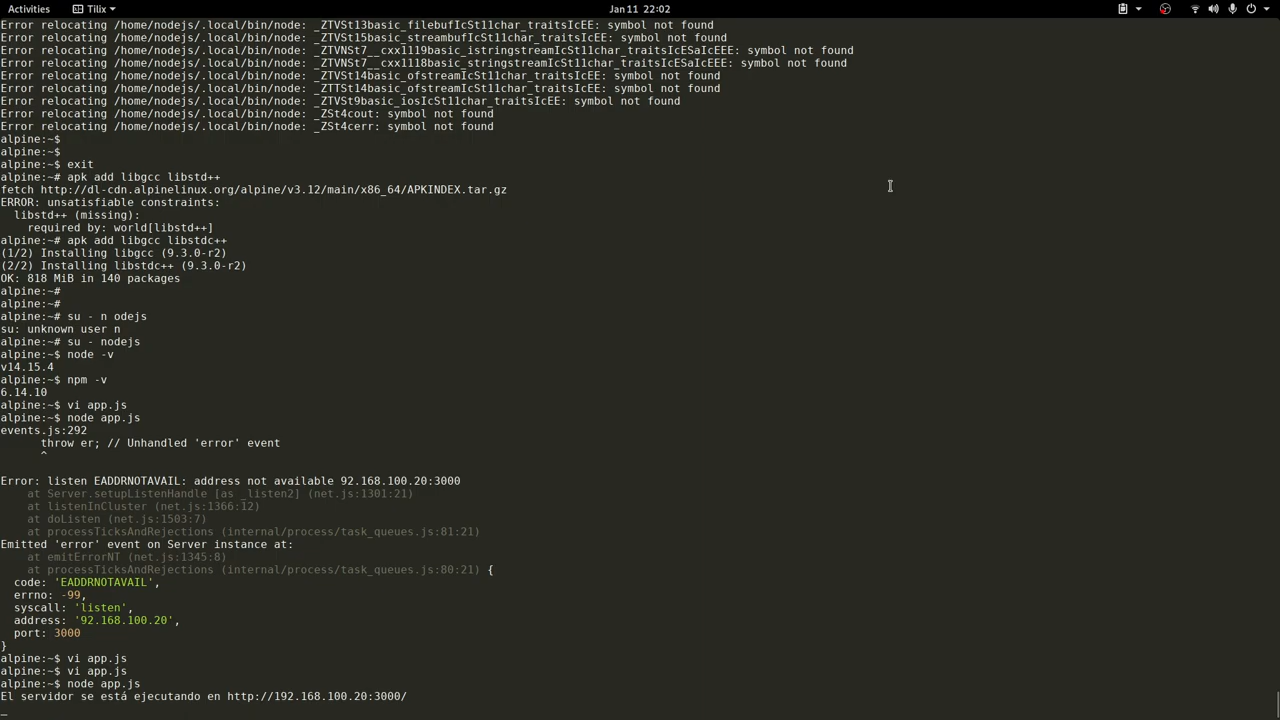 Activities Tilix Jan 11 22:02
Error relocating /home/nodejs/.local/bin/node: _ZTVSt13basic_filebufIcSt11char_traitsIcEE: symbol not found
Error relocating /home/nodejs/.local/bin/node: _ZTVSt15basic_streambufIcSt11char_traitsIcEE: symbol not found
Error relocating /home/nodejs/.local/bin/node: _ZTVNSt7__cxx1119basic_istringstreamIcSt11char_traitsIcESaIcEEE: symbol not found
Error relocating /home/nodejs/.local/bin/node: _ZTVNSt7__cxx1118basic_stringstreamIcSt11char_traitsIcESaIcEEE: symbol not found
Error relocating /home/nodejs/.local/bin/node: _ZTVSt14basic_ofstreamIcSt11char_traitsIcEE: symbol not found
Error relocating /home/nodejs/.local/bin/node: _ZTTSt14basic_ofstreamIcSt11char_traitsIcEE: symbol not found
Error relocating /home/nodejs/.local/bin/node: _ZTVSt9basic_iosIcSt11char_traitsIcEE: symbol not found
Error relocating /home/nodejs/.local/bin/node: _ZSt4cout: symbol not found
Error relocating /home/nodejs/.local/bin/node: _ZSt4cerr: symbol not found
alpine:~$
alpine:~$
alpine:~$ exit
alpine:~# apk add libgcc libstd++
fetch http://dl-cdn.alpinelinux.org/alpine/v3.12/main/x86_64/APKINDEX.tar.gz
ERROR: unsatisfiable constraints:
  libstd++ (missing):
    required by: world[libstd++]
alpine:~# apk add libgcc libstdc++
(1/2) Installing libgcc (9.3.0-r2)
(2/2) Installing libstdc++ (9.3.0-r2)
OK: 818 MiB in 140 packages
alpine:~#
alpine:~#
alpine:~# su - n odejs
su: unknown user n
alpine:~# su - nodejs
alpine:~$ node -v
v14.15.4
alpine:~$ npm -v
6.14.10
alpine:~$ vi app.js
alpine:~$ node app.js
events.js:292
      throw er; // Unhandled 'error' event
      ^
Error: listen EADDRNOTAVAIL: address not available 92.168.100.20:3000
    at Server.setupListenHandle [as _listen2] (net.js:1301:21)
    at listenInCluster (net.js:1366:12)
    at doListen (net.js:1503:7)
    at processTicksAndRejections (internal/process/task_queues.js:81:21)
Emitted 'error' event on Server instance at:
    at emitErrorNT (net.js:1345:8)
    at processTicksAndRejections (internal/process/task_queues.js:80:21) {
  code: 'EADDRNOTAVAIL',
  errno: -99,
  syscall: 'listen',
  address: '92.168.100.20',
  port: 3000
}
alpine:~$ vi app.js
alpine:~$ vi app.js
alpine:~$ node app.js
El servidor se está ejecutando en http://192.168.100.20:3000/